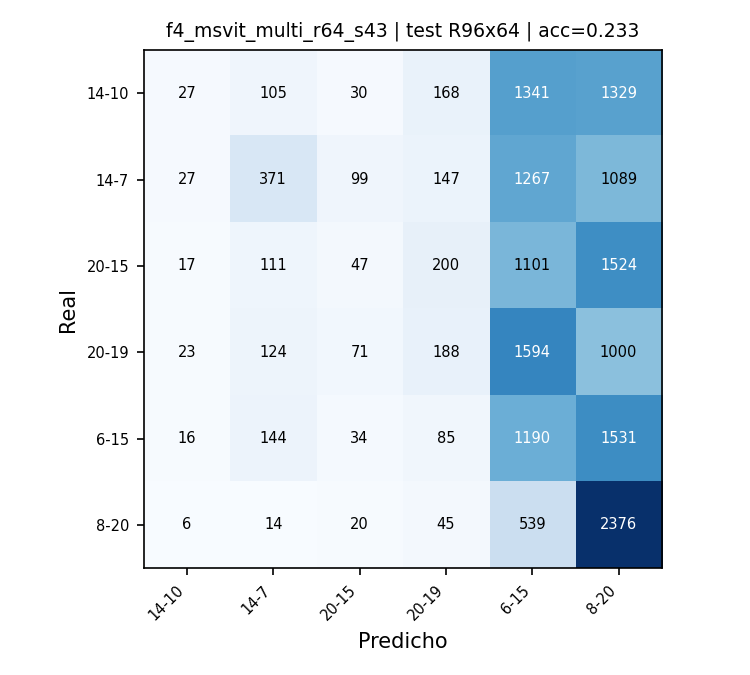 f4_msvit_multi_r64_s43 | test R96x64 | acc=0.233
14-10 27 105 30 168 1341 1329
14-7 27 371 99 147 1267 1089
20-15 17 111 47 200 1101 1524
20-19 23 124 71 188 1594 1000
6-15 16 144 34 85 1190 1531
8-20 6 14 20 45 539 2376
Real
14-10 14-7 20-15 20-19 6-15 8-20
Predicho